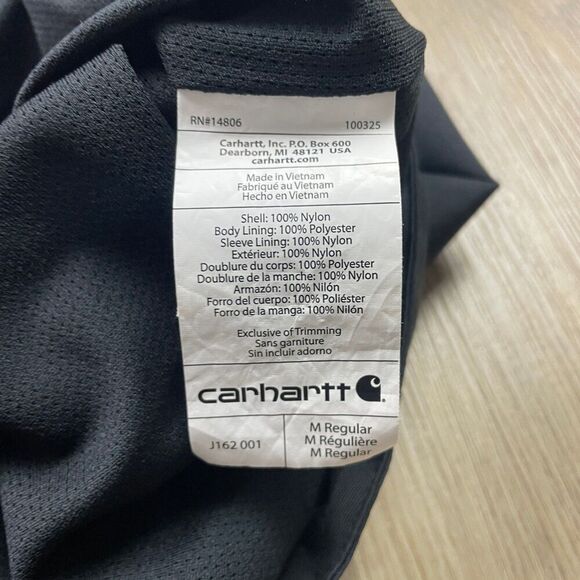 RN#14806 100325
Carhartt, Inc. P.O. Box 600
Dearborn, MI 48121 USA
carhartt.com
Made in Vietnam
Fabriqué au Vietnam
Hecho en Vietnam
Shell: 100% Nylon
Body Lining: 100% Polyester
Sleeve Lining: 100% Nylon
Extérieur: 100% Nylon
Doublure du corps: 100% Polyester
Doublure de la manche: 100% Nylon
Armazón: 100% Nilón
Forro del cuerpo: 100% Poliéster
Forro de la manga: 100% Nilón
Exclusive of Trimming
Sans garniture
Sin incluir adorno
carhartt
J162 001
M Regular
M Régulière
M Regular